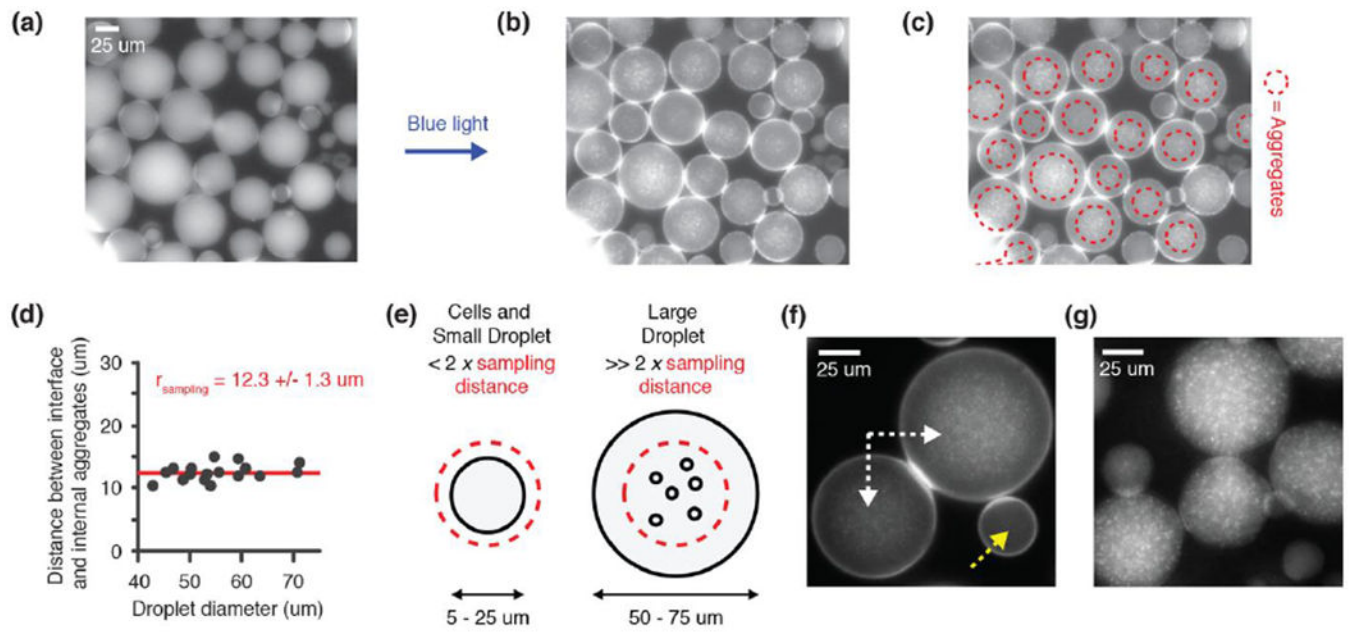 (a)
25 um
Blue light
(b)
(c)
= Aggregates
(d)
Distance between interface
and internal aggregates (um)
30
20
10
0
r sampling = 12.3 +/- 1.3 um
40 50 60 70
Droplet diameter (um)
(e)
Cells and
Small Droplet
< 2 x sampling
distance
5 - 25 um
Large
Droplet
>> 2 x sampling
distance
50 - 75 um
(f)
25 um
(g)
25 um